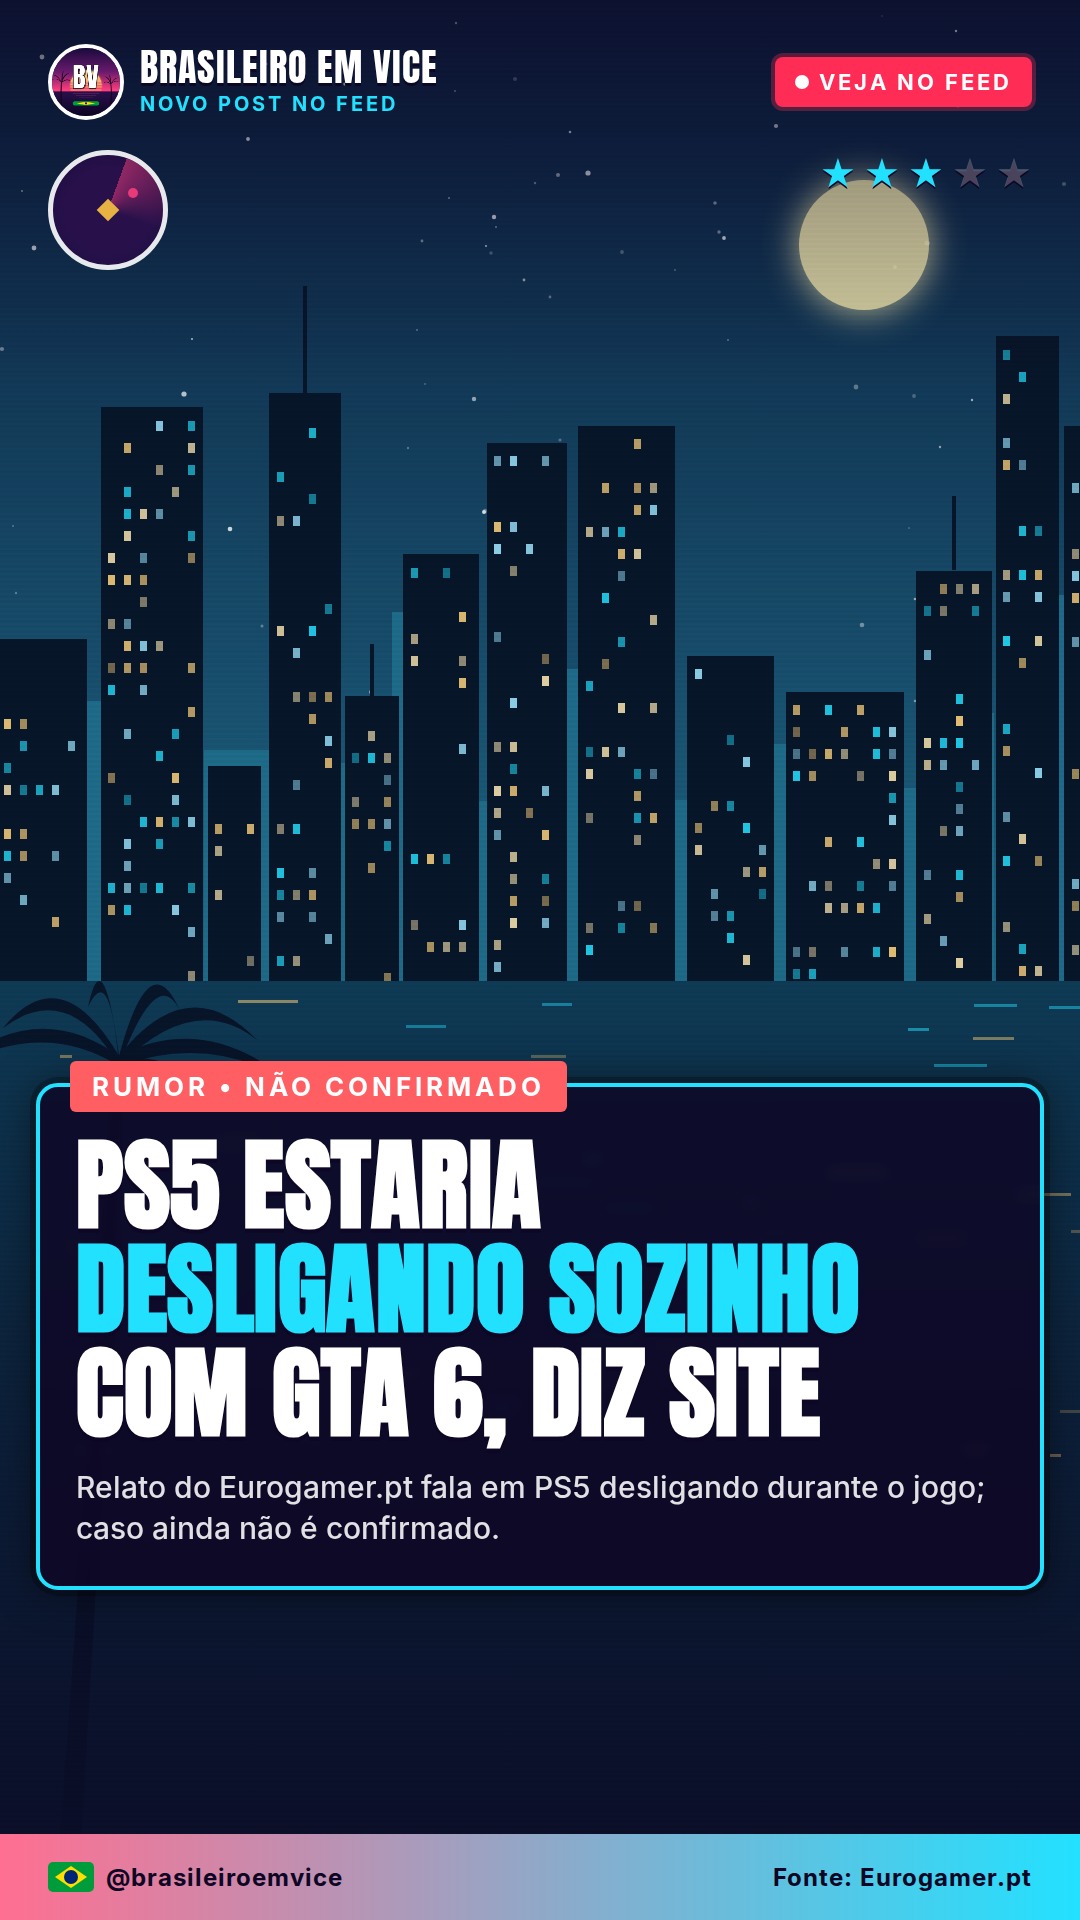 BV
BRASILEIRO EM VICE
NOVO POST NO FEED
VEJA NO FEED
RUMOR • NÃO CONFIRMADO
PS5 ESTARIA
DESLIGANDO SOZINHO
COM GTA 6, DIZ SITE
Relato do Eurogamer.pt fala em PS5 desligando durante o jogo;
caso ainda não é confirmado.
@brasileiroemvice
Fonte: Eurogamer.pt